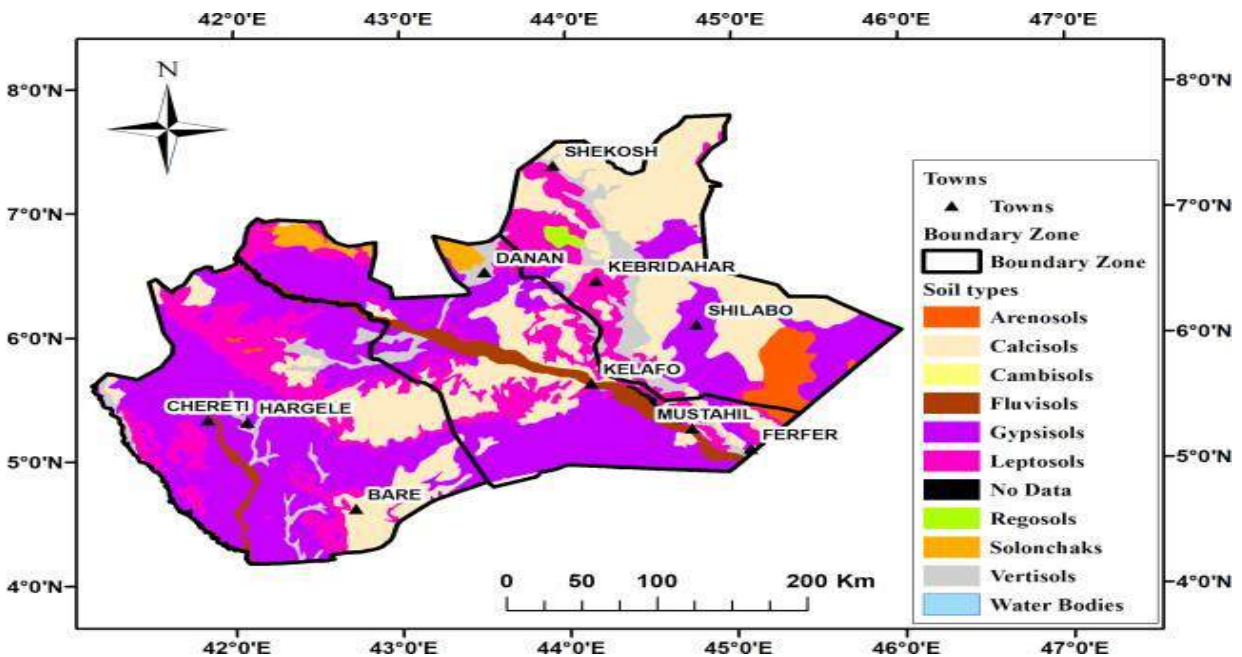 42°0'E 43°0'E 44°0'E 45°0'E 46°0'E 47°0'E
N
8°0'N 8°0'N
7°0'N 7°0'N
6°0'N 6°0'N
5°0'N 5°0'N
4°0'N 4°0'N
SHEKOSH
DANAN
KEBRIDAHAR
SHILABO
KELAFO
CHERETI HARGELE
MUSTAHIL
FERFER
BARE
0 50 100 200 Km
Towns
Towns
Boundary Zone
Boundary Zone
Soil types
Arenosols
Calcisols
Cambisols
Fluvisols
Gypsisols
Leptosols
No Data
Regosols
Solonchaks
Vertisols
Water Bodies
42°0'E 43°0'E 44°0'E 45°0'E 46°0'E 47°0'E